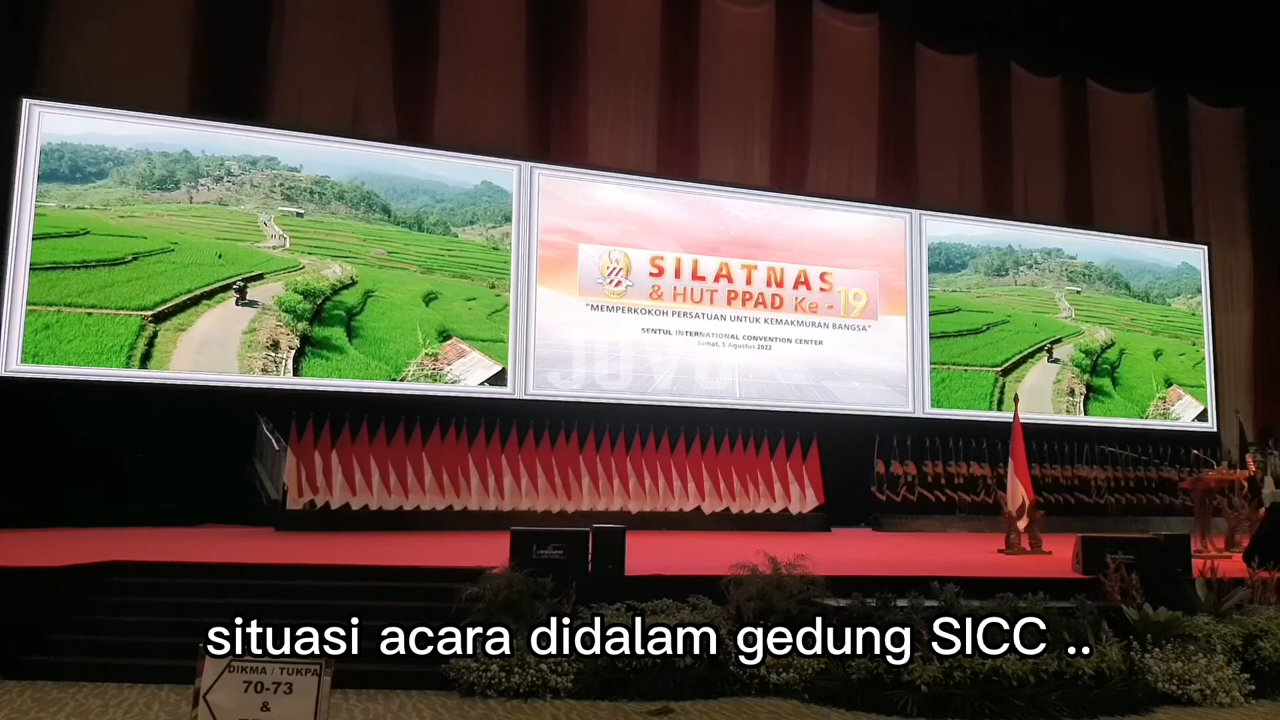 SILATNAS
& HUT PPAD Ke - 19
"MEMPERKOKOH PERSATUAN UNTUK KEMAKMURAN BANGSA"
SENTUL INTERNATIONAL CONVENTION CENTER
Jumat, 5 Agustus 2022
situasi acara didalam gedung SICC ..
DIKMA / TUKPA
70-73
&